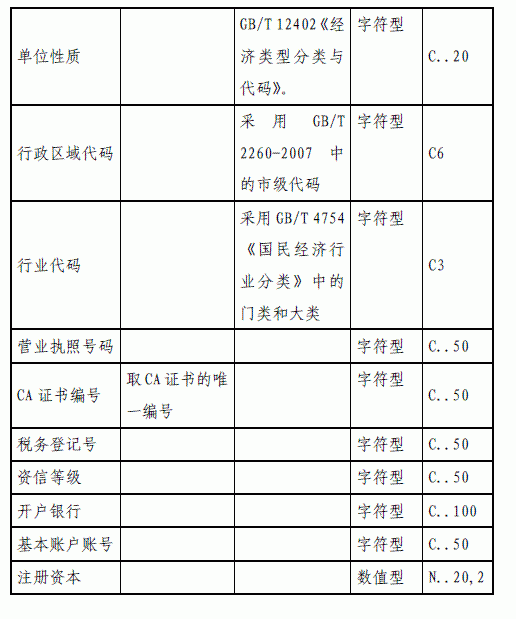 单位性质
GB/T 12402《经
济类型分类与
代码》。
字符型
C..20
行政区域代码
采用 GB/T
2260-2007 中
的市级代码
字符型
C6
行业代码
采用 GB/T 4754
《国民经济行
业分类》中的
门类和大类
字符型
C3
营业执照号码 字符型 C..50
CA 证书编号
取 CA 证书的唯
一编号
字符型
C..50
税务登记号 字符型 C..50
资信等级 字符型 C..50
开户银行 字符型 C..100
基本账户账号 字符型 C..50
注册资本 数值型 N..20,2